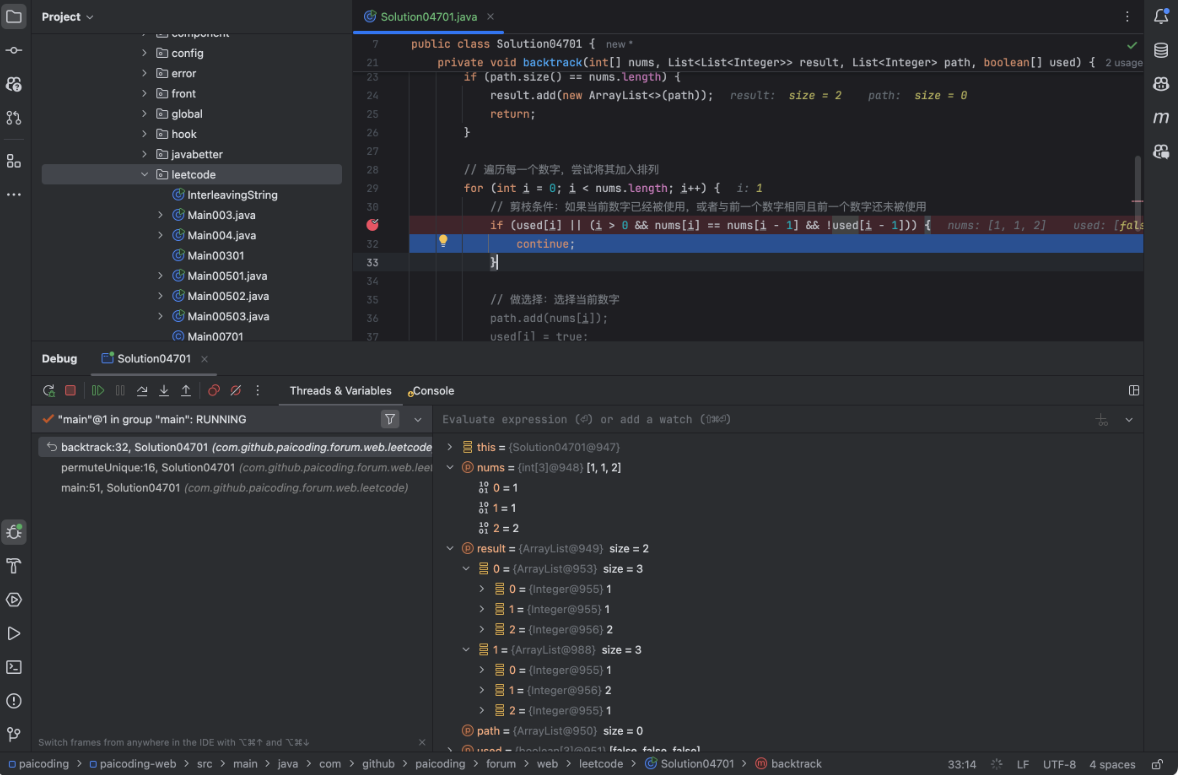 Project
Solution04701.java
component
config
error
front
global
hook
javabetter
leetcode
InterleavingString
Main003.java
Main004.java
Main00301
Main00501.java
Main00502.java
Main00503.java
Main00701
7 public class Solution04701 { new *
21 private void backtrack(int[] nums, List<List<Integer>> result, List<Integer> path, boolean[] used) { 2 usage
23 if (path.size() == nums.length) {
24 result.add(new ArrayList<>(path)); result: size = 2 path: size = 0
25 return;
26 }
27
28 // 遍历每一个数字，尝试将其加入排列
29 for (int i = 0; i < nums.length; i++) { i: 1
30 // 剪枝条件：如果当前数字已经被使用，或者与前一个数字相同且前一个数字还未被使用
if (used[i] || (i > 0 && nums[i] == nums[i - 1] && !used[i - 1])) { nums: [1, 1, 2] used: [fals
32 continue;
33 }
34
35 // 做选择：选择当前数字
36 path.add(nums[i]);
37 used[i] = true;
Debug
Solution04701
Threads & Variables
Console
"main"@1 in group "main": RUNNING
backtrack:32, Solution04701 (com.github.paicoding.forum.web.leetcode
permuteUnique:16, Solution04701 (com.github.paicoding.forum.web.leet
main:51, Solution04701 (com.github.paicoding.forum.web.leetcode)
Switch frames from anywhere in the IDE with ⌥⌘↑ and ⌥⌘↓
Evaluate expression (⏎) or add a watch (⇧⌘⏎)
this = {Solution04701@947}
nums = {int[3]@948} [1, 1, 2]
0 = 1
1 = 1
2 = 2
result = {ArrayList@949} size = 2
0 = {ArrayList@953} size = 3
0 = {Integer@955} 1
1 = {Integer@955} 1
2 = {Integer@956} 2
1 = {ArrayList@988} size = 3
0 = {Integer@955} 1
1 = {Integer@956} 2
2 = {Integer@955} 1
path = {ArrayList@950} size = 0
used = {boolean[3]@951} [false, false, false]
paicoding > paicoding-web > src > main > java > com > github > paicoding > forum > web > leetcode > Solution04701 > backtrack
33:14 LF UTF-8 4 spaces